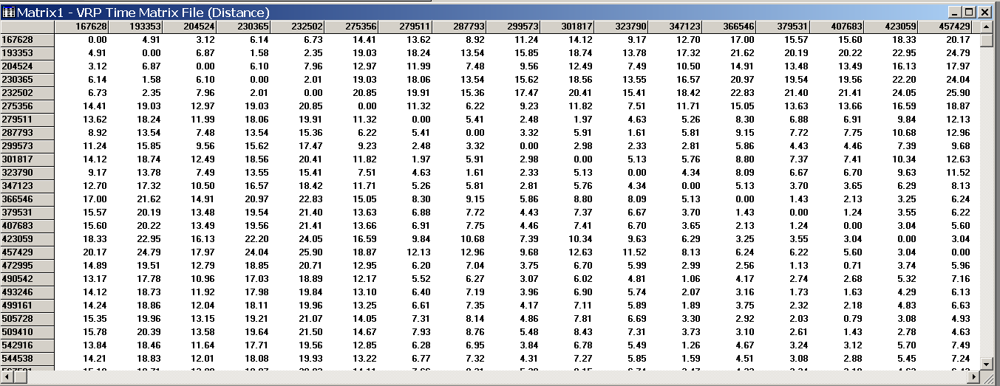 Matrix1 - VRP Time Matrix File (Distance)
167628 193353 204524 230365 232502 275356 279511 287793 299573 301817 323790 347123 366546 379531 407683 423059 457429
167628 0.00 4.91 3.12 6.14 6.73 14.41 13.62 8.92 11.24 14.12 9.17 12.70 17.00 15.57 15.60 18.33 20.17
193353 4.91 0.00 6.87 1.58 2.35 19.03 18.24 13.54 15.85 18.74 13.78 17.32 21.62 20.19 20.22 22.95 24.79
204524 3.12 6.87 0.00 6.10 7.96 12.97 11.99 7.48 9.56 12.49 7.49 10.50 14.91 13.48 13.49 16.13 17.97
230365 6.14 1.58 6.10 0.00 2.01 19.03 18.06 13.54 15.62 18.56 13.55 16.57 20.97 19.54 19.56 22.20 24.04
232502 6.73 2.35 7.96 2.01 0.00 20.85 19.91 15.36 17.47 20.41 15.41 18.42 22.83 21.40 21.41 24.05 25.90
275356 14.41 19.03 12.97 19.03 20.85 0.00 11.32 6.22 9.23 11.82 7.51 11.71 15.05 13.63 13.66 16.59 18.87
279511 13.62 18.24 11.99 18.06 19.91 11.32 0.00 5.41 2.48 1.97 4.63 5.26 8.30 6.88 6.91 9.84 12.13
287793 8.92 13.54 7.48 13.54 15.36 6.22 5.41 0.00 3.32 5.91 1.61 5.81 9.15 7.72 7.75 10.68 12.96
299573 11.24 15.85 9.56 15.62 17.47 9.23 2.48 3.32 0.00 2.98 2.33 2.81 5.86 4.43 4.46 7.39 9.68
301817 14.12 18.74 12.49 18.56 20.41 11.82 1.97 5.91 2.98 0.00 5.13 5.76 8.80 7.37 7.41 10.34 12.63
323790 9.17 13.78 7.49 13.55 15.41 7.51 4.63 1.61 2.33 5.13 0.00 4.34 8.09 6.67 6.70 9.63 11.52
347123 12.70 17.32 10.50 16.57 18.42 11.71 5.26 5.81 2.81 5.76 4.34 0.00 5.13 3.70 3.65 6.29 8.13
366546 17.00 21.62 14.91 20.97 22.83 15.05 8.30 9.15 5.86 8.80 8.09 5.13 0.00 1.43 2.13 3.25 6.24
379531 15.57 20.19 13.48 19.54 21.40 13.63 6.88 7.72 4.43 7.37 6.67 3.70 1.43 0.00 1.24 3.55 6.22
407683 15.60 20.22 13.49 19.56 21.41 13.66 6.91 7.75 4.46 7.41 6.70 3.65 2.13 1.24 0.00 3.04 5.60
423059 18.33 22.95 16.13 22.20 24.05 16.59 9.84 10.68 7.39 10.34 9.63 6.29 3.25 3.55 3.04 0.00 3.04
457429 20.17 24.79 17.97 24.04 25.90 18.87 12.13 12.96 9.68 12.63 11.52 8.13 6.24 6.22 5.60 3.04 0.00
472995 14.89 19.51 12.79 18.85 20.71 12.95 6.20 7.04 3.75 6.70 5.99 2.99 2.56 1.13 0.71 3.74 5.96
490542 13.17 17.78 10.96 17.03 18.89 12.17 5.52 6.27 3.07 6.02 4.81 1.06 4.17 2.74 2.68 5.32 7.16
493246 14.12 18.73 11.92 17.98 19.84 13.10 6.40 7.19 3.96 6.90 5.74 2.07 3.16 1.73 1.63 4.29 6.13
499161 14.24 18.86 12.04 18.11 19.96 13.25 6.61 7.35 4.17 7.11 5.89 1.89 3.75 2.32 2.18 4.83 6.63
505728 15.35 19.96 13.15 19.21 21.07 14.05 7.31 8.14 4.86 7.81 6.69 3.30 2.92 2.03 0.79 3.08 4.93
509410 15.78 20.39 13.58 19.64 21.50 14.67 7.93 8.76 5.48 8.43 7.31 3.73 3.10 2.61 1.43 2.78 4.63
542916 13.84 18.46 11.64 17.71 19.56 12.85 6.28 6.95 3.84 6.78 5.49 1.26 4.67 3.24 3.12 5.70 7.49
544538 14.21 18.83 12.01 18.08 19.93 13.22 6.77 7.32 4.31 7.27 5.85 1.59 4.51 3.08 2.88 5.45 7.24